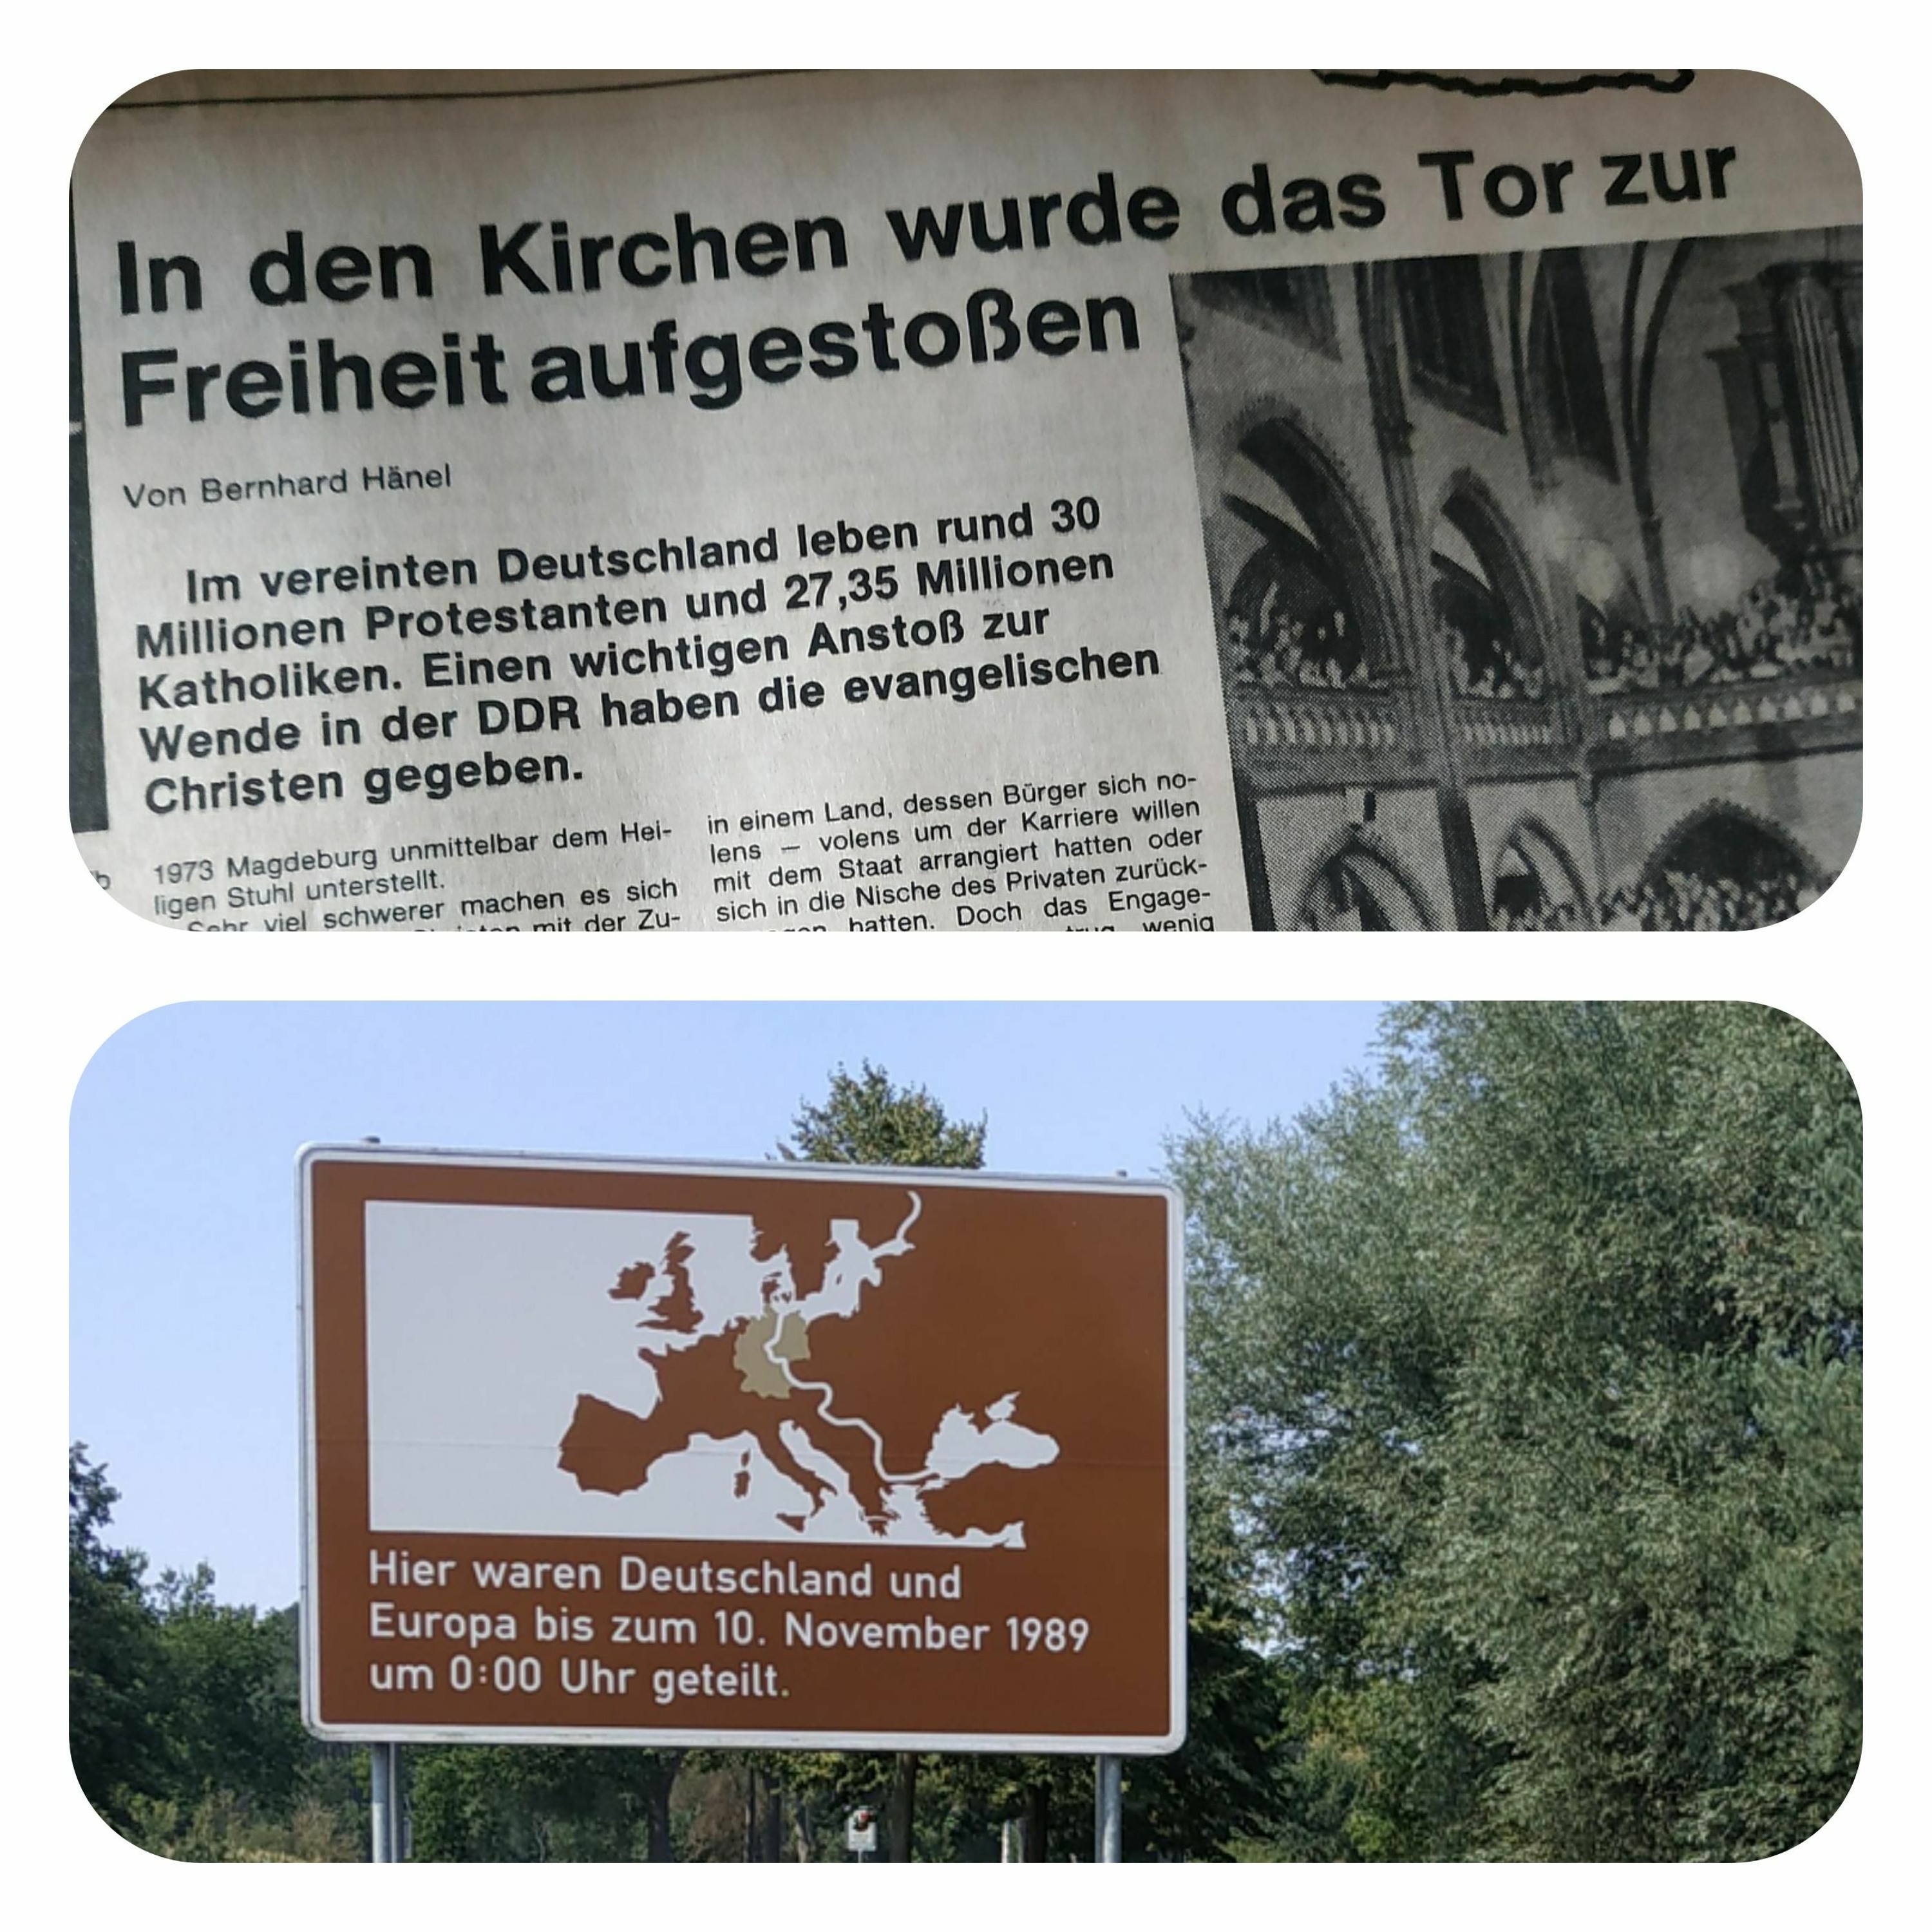 In den Kirchen wurde das Tor zur
Freiheit aufgestoßen
Von Bernhard Hänel
Im vereinten Deutschland leben rund 30
Millionen Protestanten und 27,35 Millionen
Katholiken. Einen wichtigen Anstoß zur
Wende in der DDR haben die evangelischen
Christen gegeben.
1973 Magdeburg unmittelbar dem Hei-
ligen Stuhl unterstellt.
Sehr viel schwerer machen es sich
mit der Zu-
in einem Land, dessen Bürger sich no-
lens – volens um der Karriere willen
mit dem Staat arrangiert hatten oder
sich in die Nische des Privaten zurück-
hatten. Doch das Engage-
wenig
Hier waren Deutschland und
Europa bis zum 10. November 1989
um 0:00 Uhr geteilt.